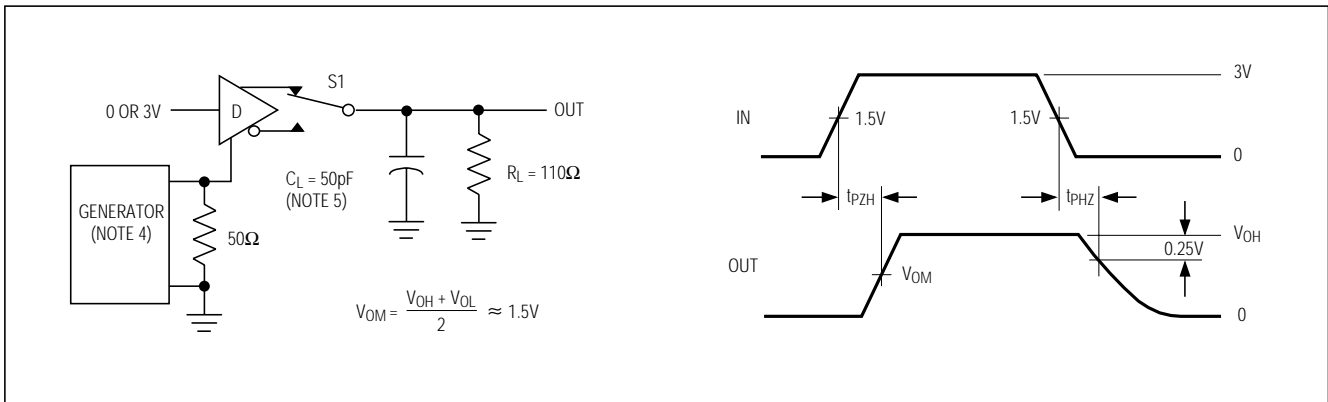 S1
0 OR 3V
D
OUT
GENERATOR
(NOTE 4)
50Ω
C_L = 50pF
(NOTE 5)
R_L = 110Ω
V_OM = (V_OH + V_OL) / 2 ≈ 1.5V
IN
3V
1.5V
1.5V
0
t_PZH
t_PHZ
OUT
V_OH
0.25V
V_OM
0